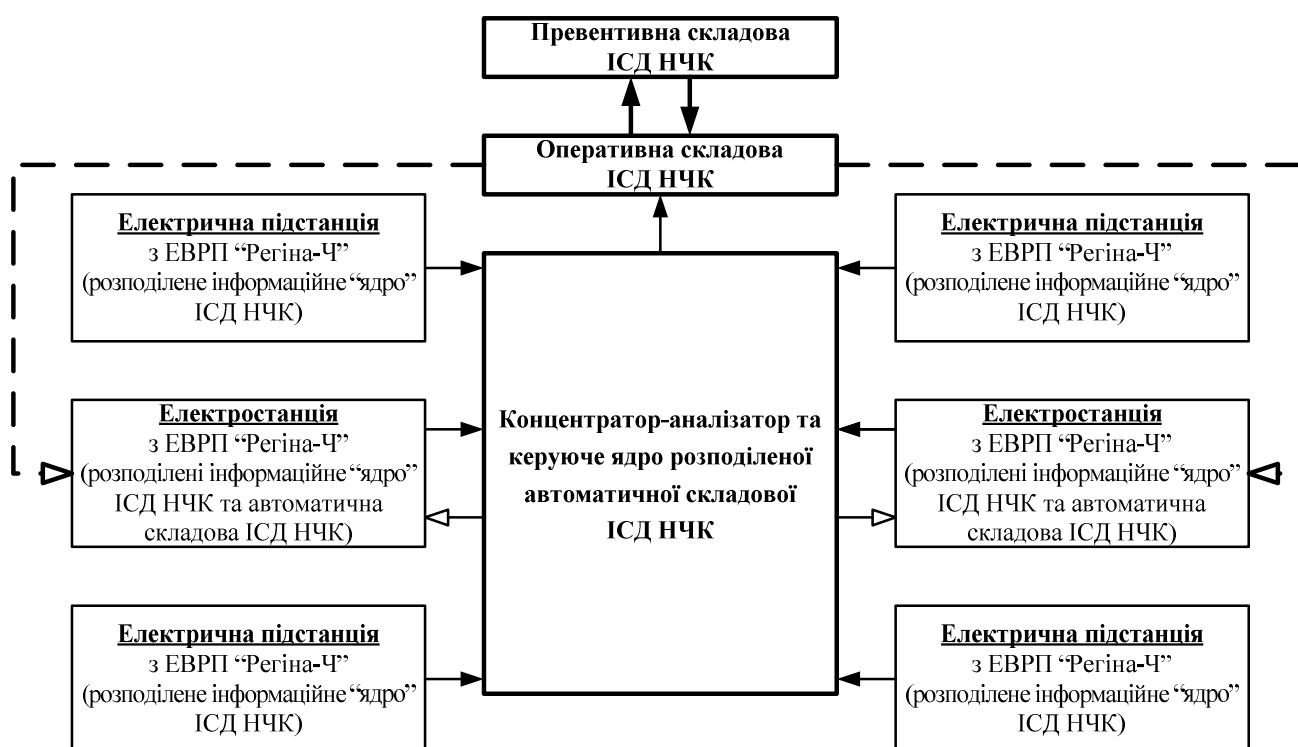 Превентивна складова
ІСД НЧК
Оперативна складова
ІСД НЧК
Електрична підстанція
з ЕВРП “Регіна-Ч”
(розподілене інформаційне “ядро”
ІСД НЧК)
Електрична підстанція
з ЕВРП “Регіна-Ч”
(розподілене інформаційне “ядро”
ІСД НЧК)
Електростанція
з ЕВРП “Регіна-Ч”
(розподілені інформаційне “ядро”
ІСД НЧК та автоматична
складова ІСД НЧК)
Концентратор-аналізатор та
керуюче ядро розподіленої
автоматичної складової
ІСД НЧК
Електростанція
з ЕВРП “Регіна-Ч”
(розподілені інформаційне “ядро”
ІСД НЧК та автоматична
складова ІСД НЧК)
Електрична підстанція
з ЕВРП “Регіна-Ч”
(розподілене інформаційне “ядро”
ІСД НЧК)
Електрична підстанція
з ЕВРП “Регіна-Ч”
(розподілене інформаційне “ядро”
ІСД НЧК)